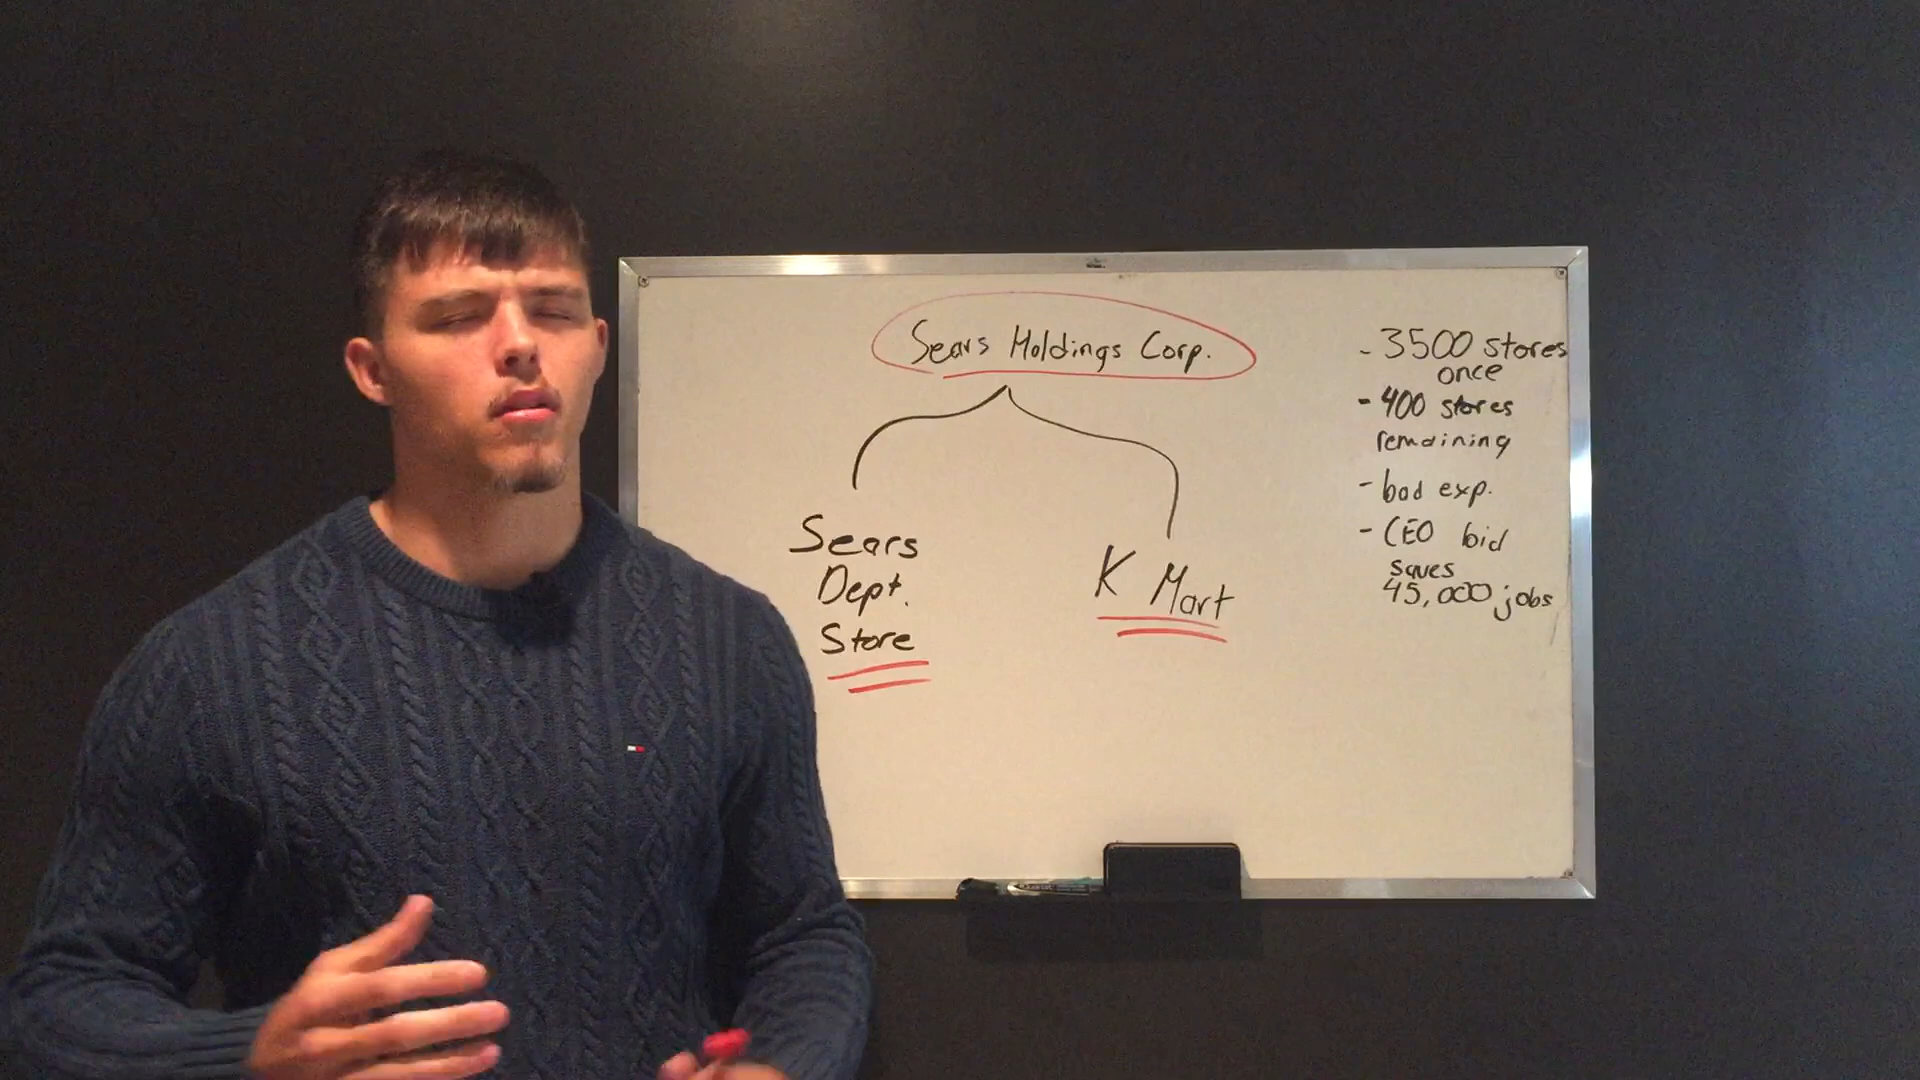 Sears Holdings Corp.
Sears
Dept.
Store
K Mart
- 3500 stores
once
- 400 stores
remaining
- bad exp.
- CEO bid
saves
45,000 jobs